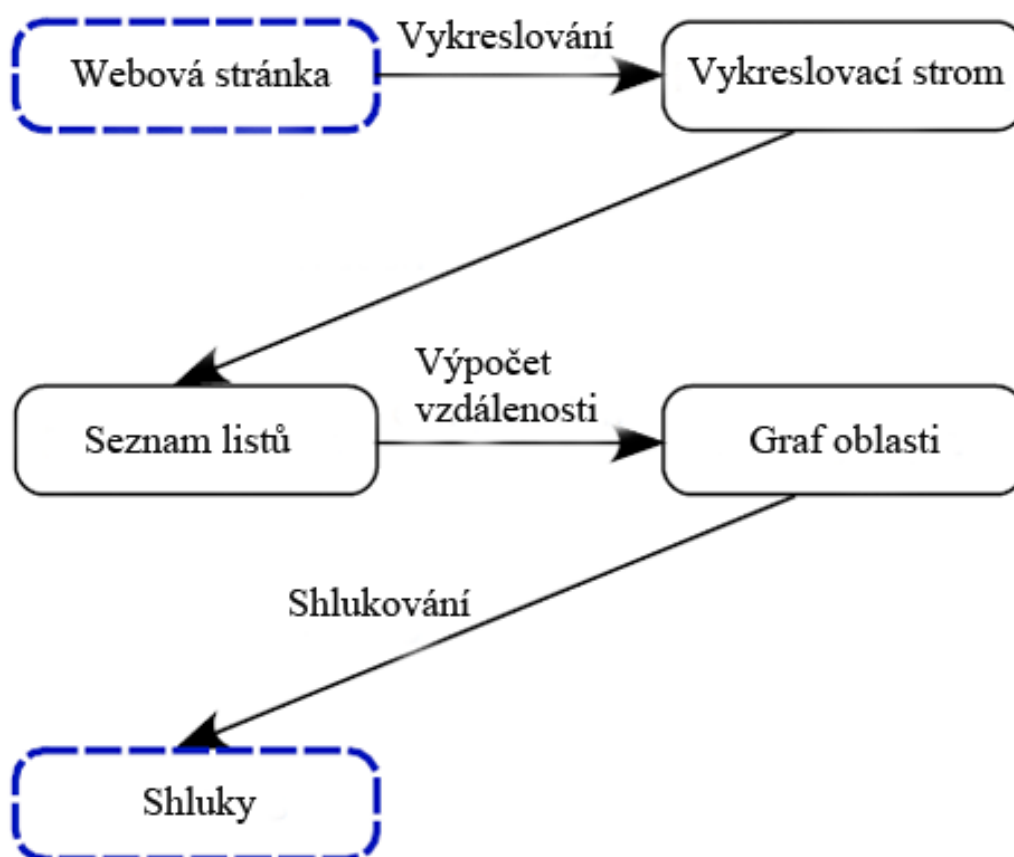 Webová stránka
Vykreslování
Vykreslovací strom
Seznam listů
Výpočet
vzdálenosti
Graf oblasti
Shlukování
Shluky